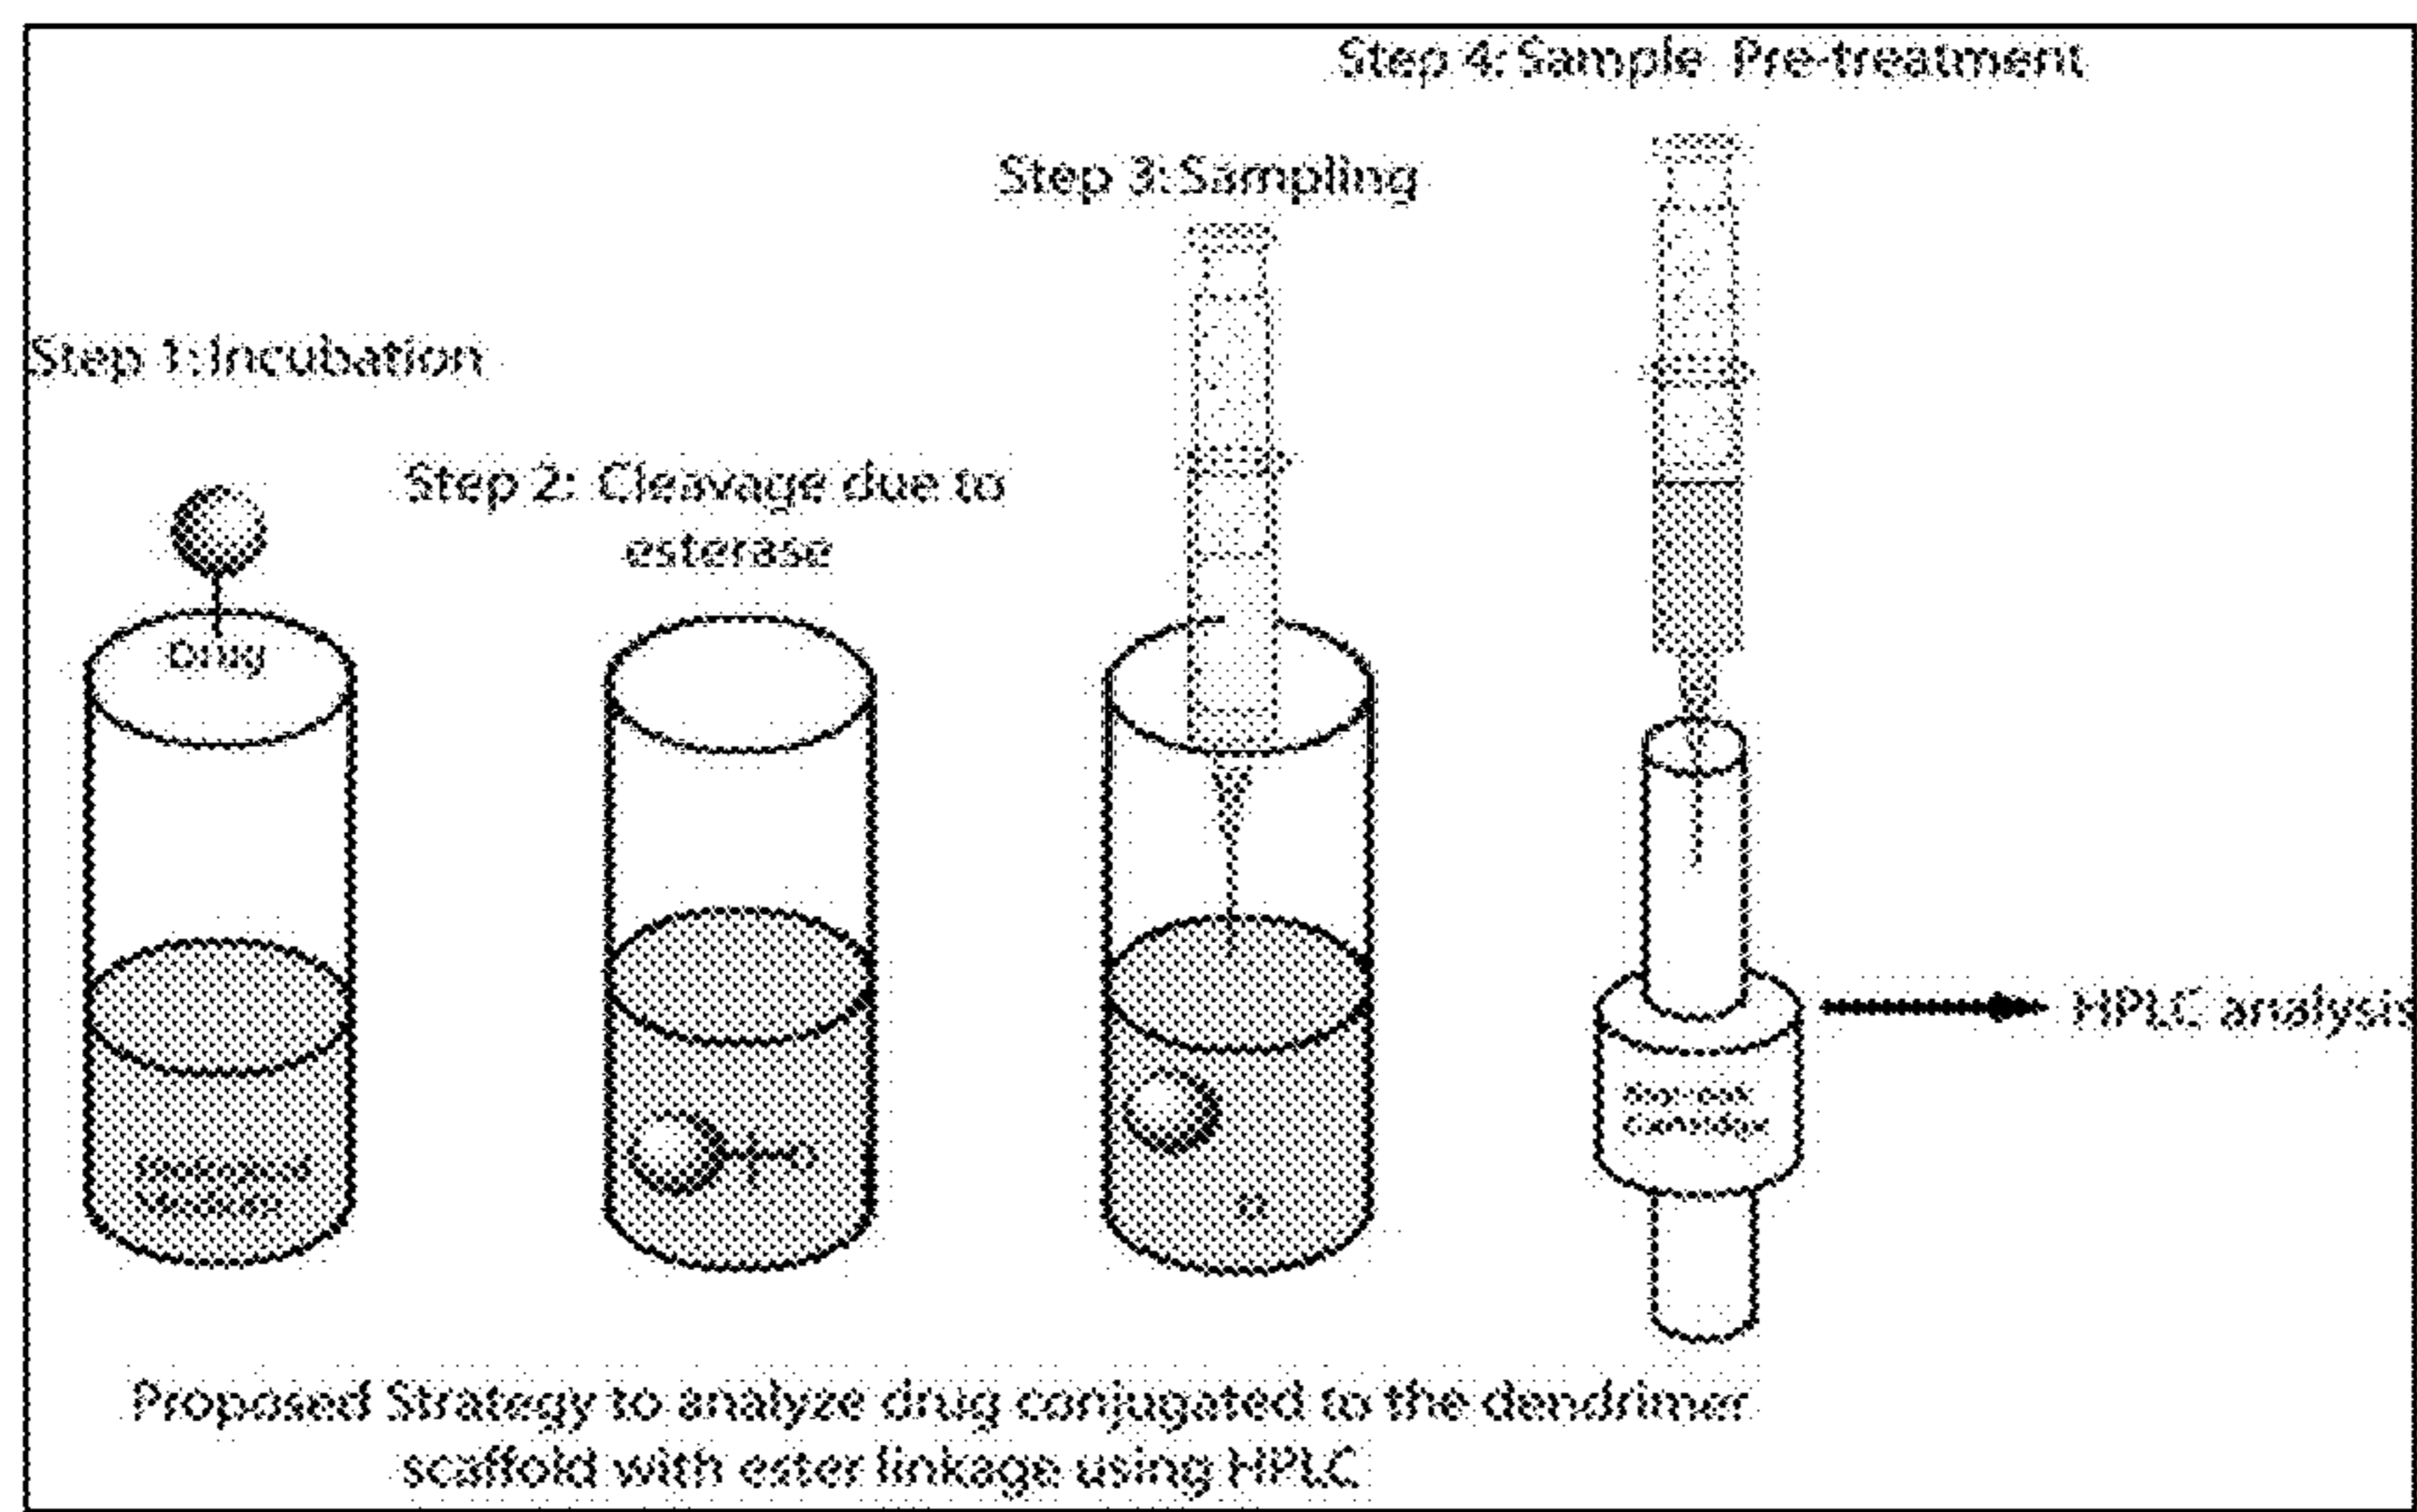 Step 4: Sample Pre-treatment
Step 3: Sampling
Step 1: Incubation
Step 2: Cleavage due to
esterase
Drug
HPLC analysis
Proposed Strategy to analyze drug conjugated to the dendrimer
scaffold with ester linkage using HPLC